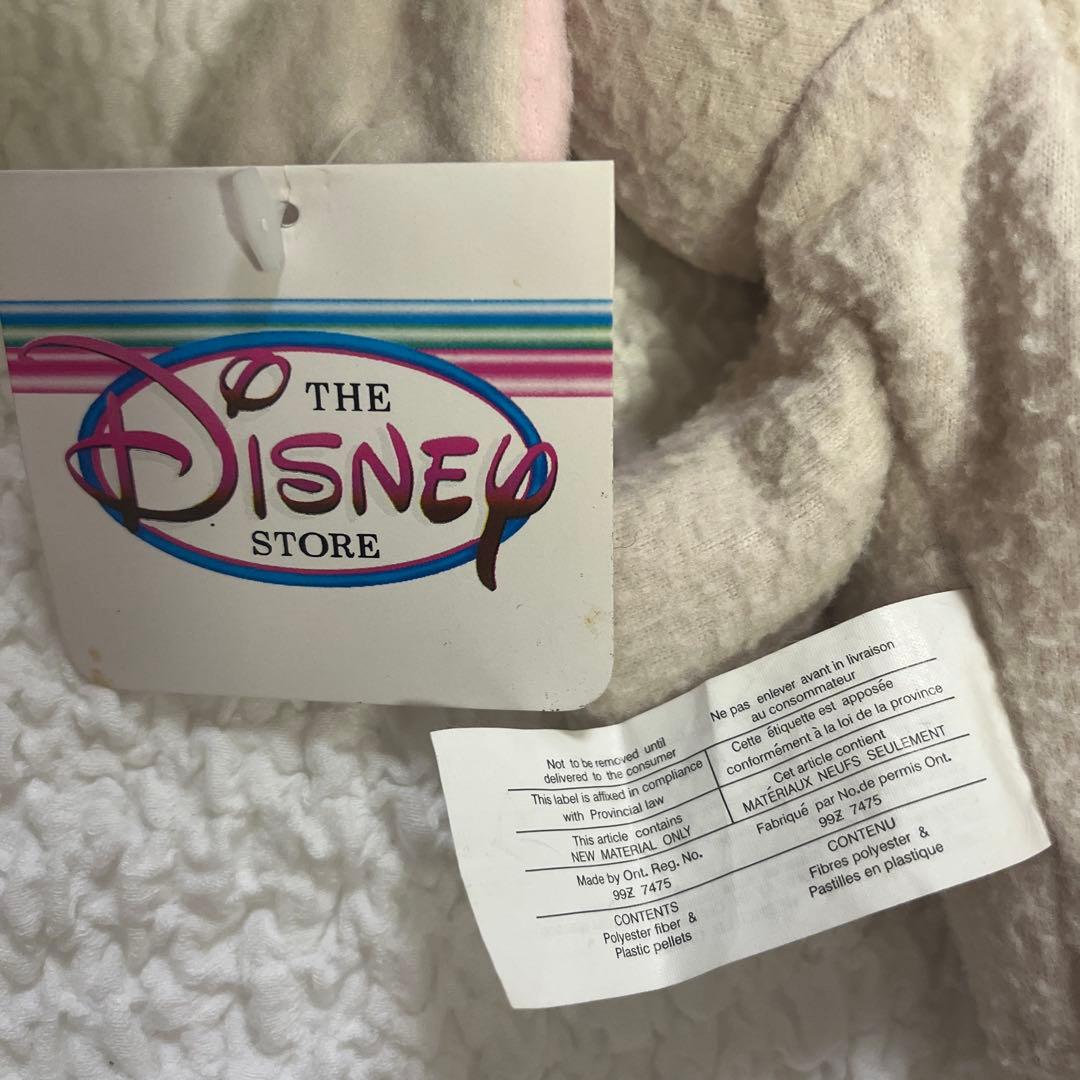 THE
DISNEY
STORE
Not to be removed until
delivered to the consumer
This label is affixed in compliance
with Provincial law
This article contains
NEW MATERIAL ONLY
Made by Ont. Reg. No.
99Z 7475
CONTENTS
Polyester fiber &
Plastic pellets
Ne pas enlever avant in livraison
au consommateur
Cette étiquette est apposée
conformément à la loi de la province
Cet article contient
MATÉRIAUX NEUFS SEULEMENT
Fabriqué par No.de permis Ont.
99Z 7475
CONTENU
Fibres polyester &
Pastilles en plastique